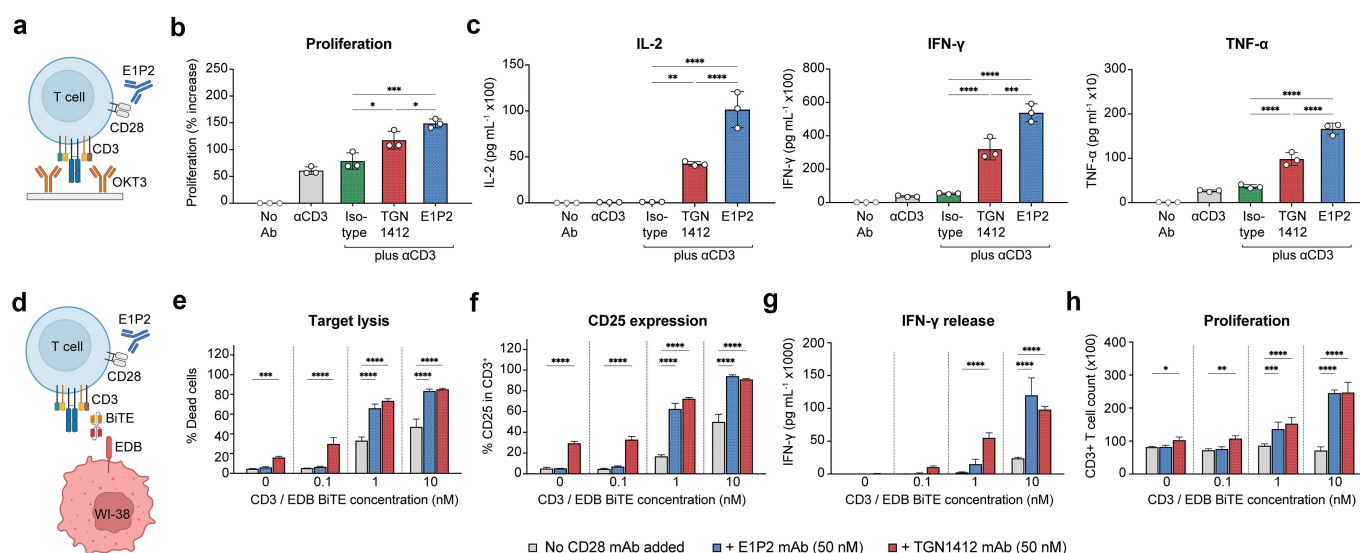 a
E1P2
T cell
CD28
CD3
OKT3
b
Proliferation
Proliferation (% increase)
250
200
150
100
50
0
***
*
*
No Ab
αCD3
Iso-type
TGN 1412
E1P2
plus αCD3
c
IL-2
IL-2 (pg mL⁻¹ x100)
150
100
50
0
****
**
****
No Ab
αCD3
Iso-type
TGN 1412
E1P2
plus αCD3
IFN-γ
IFN-γ (pg mL⁻¹ x100)
800
600
400
200
0
****
****
***
No Ab
αCD3
Iso-type
TGN 1412
E1P2
plus αCD3
TNF-α
TNF-α (pg mL⁻¹ x10)
300
200
100
0
****
****
****
No Ab
αCD3
Iso-type
TGN 1412
E1P2
plus αCD3
d
E1P2
T cell
CD28
CD3
BiTE
EDB
WI-38
e
Target lysis
% Dead cells
100
80
60
40
20
0
***
****
****
****
****
****
0
0.1
1
10
CD3 / EDB BiTE concentration (nM)
f
CD25 expression
% CD25 in CD3⁺
100
80
60
40
20
0
****
****
****
****
****
****
0
0.1
1
10
CD3 / EDB BiTE concentration (nM)
g
IFN-γ release
IFN-γ (pg mL⁻¹ x1000)
200
150
100
50
0
****
****
****
0
0.1
1
10
CD3 / EDB BiTE concentration (nM)
h
Proliferation
CD3+ T cell count (x100)
400
300
200
100
0
*
**
****
***
****
****
0
0.1
1
10
CD3 / EDB BiTE concentration (nM)
No CD28 mAb added
+ E1P2 mAb (50 nM)
+ TGN1412 mAb (50 nM)